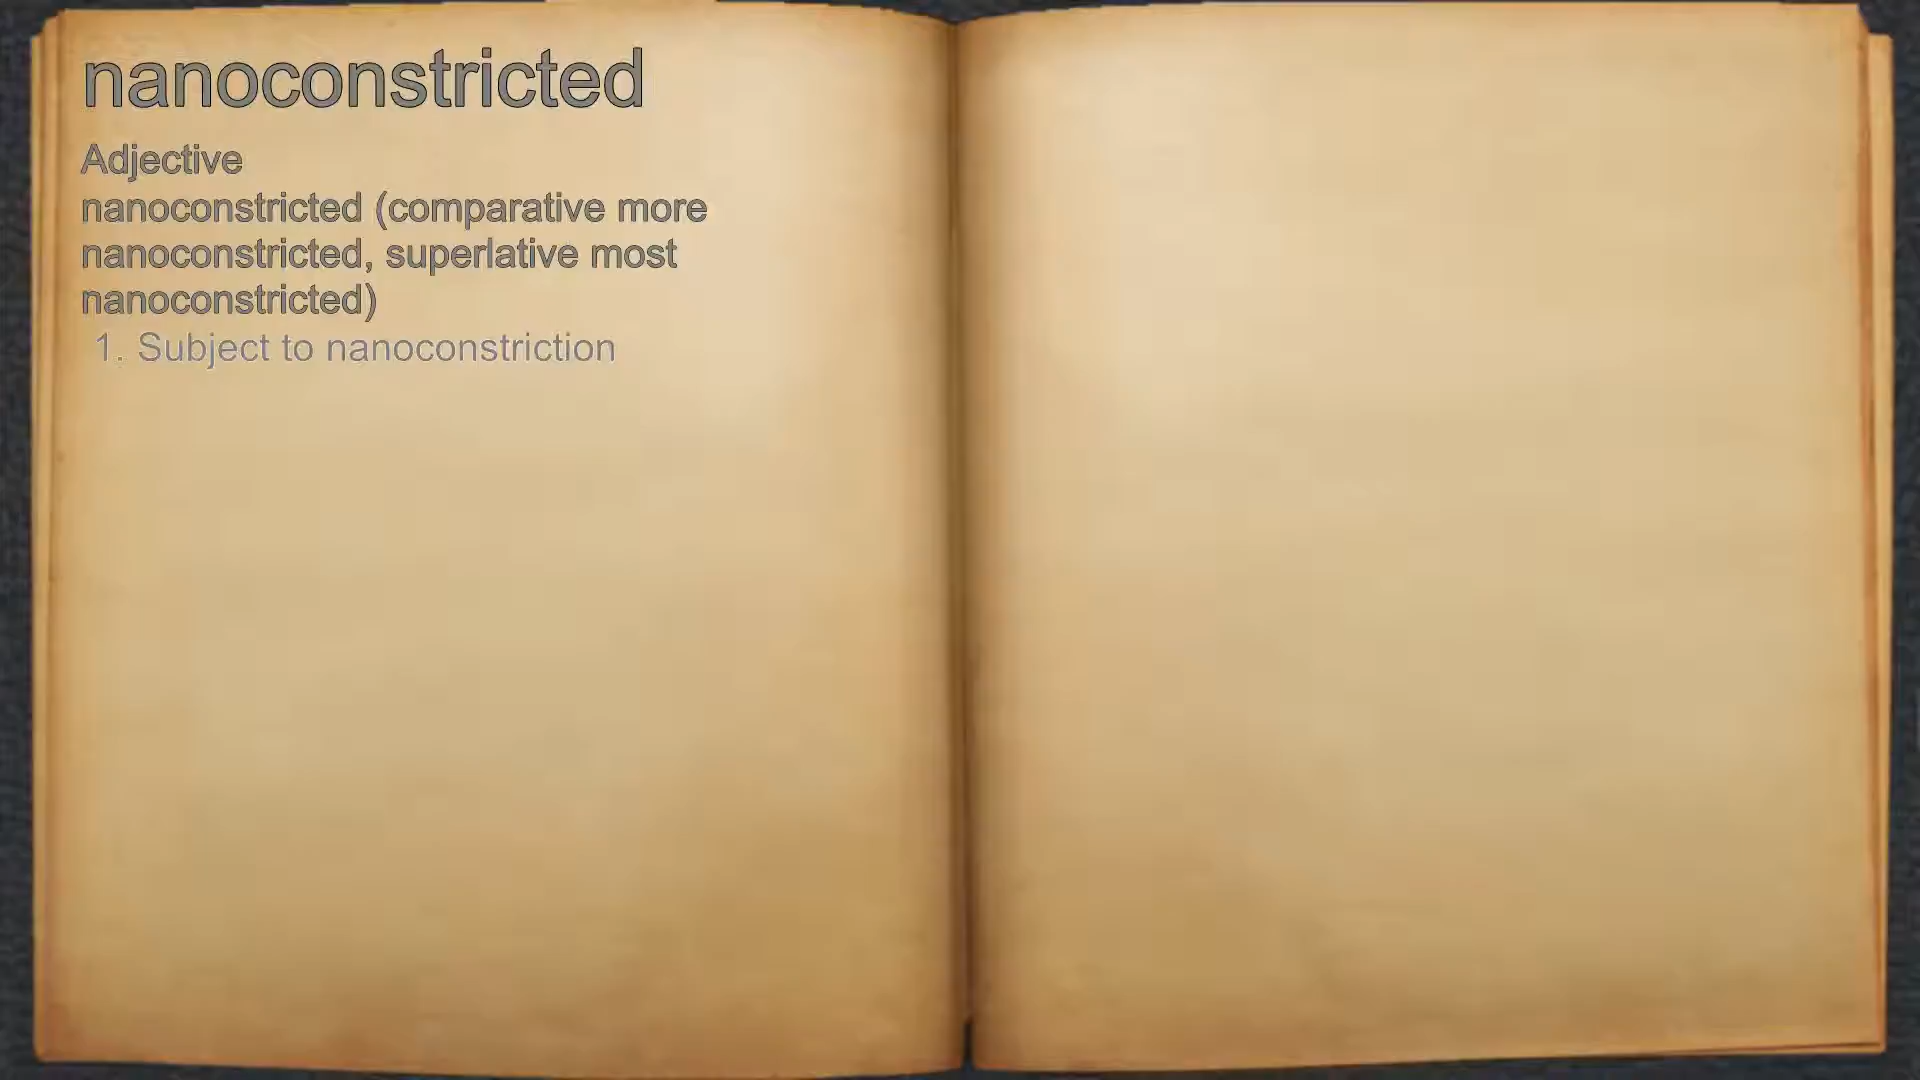 nanoconstricted
Adjective
nanoconstricted (comparative more
nanoconstricted, superlative most
nanoconstricted)
1. Subject to nanoconstriction